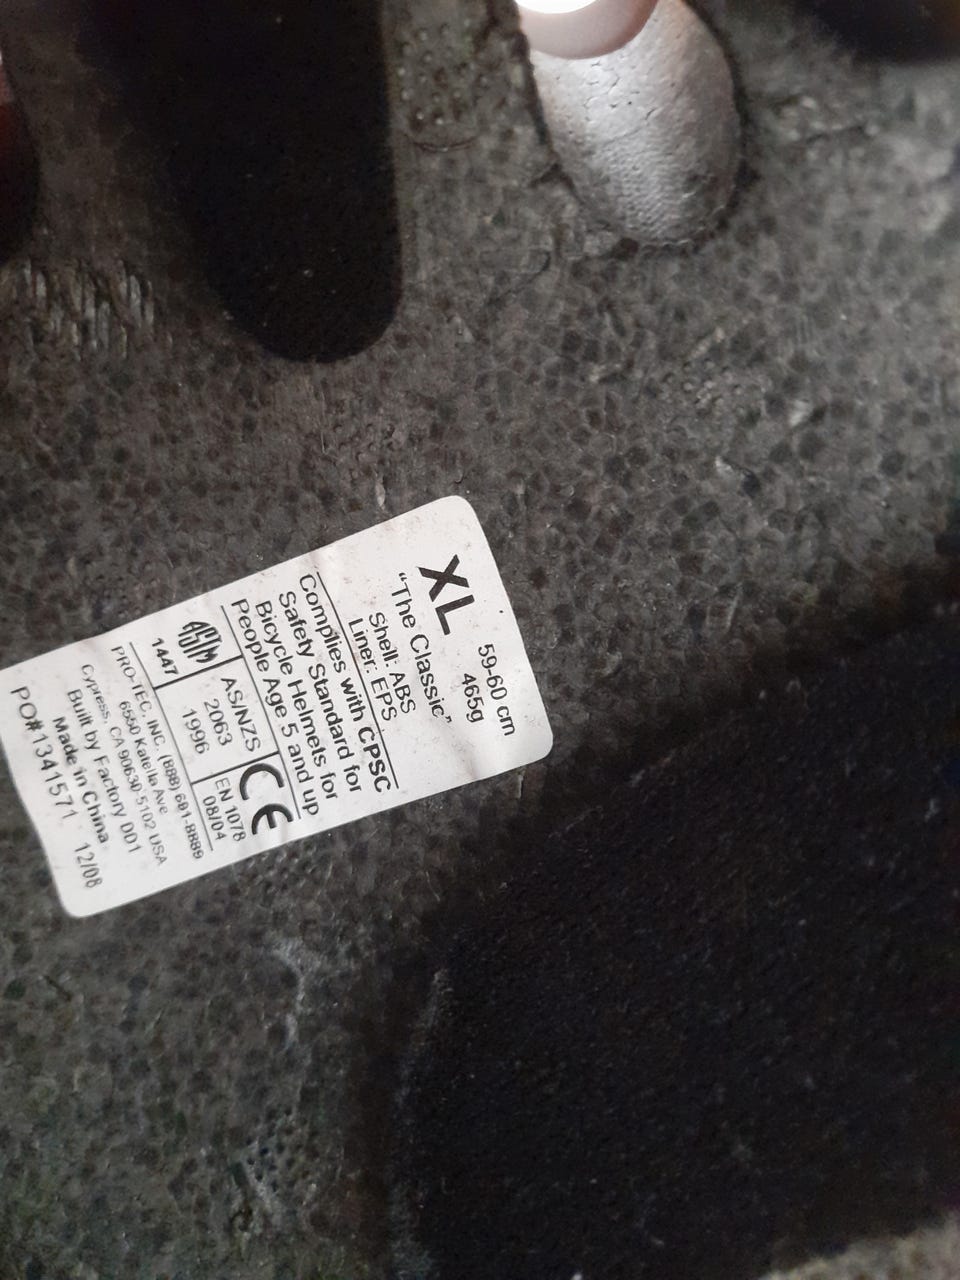 XL 59-60 cm
465g
"The Classic"
Shell: ABS
Liner: EPS
Complies with CPSC
Safety Standard for
Bicycle Helmets for
People Age 5 and up
ASTM
1447
AS/NZS
2063
1996
CE
EN 1078
08/04
PRO-TEC, INC. (888) 691-8889
6550 Katella Ave
Cypress, CA 90630-5102 USA
Built by Factory D01
Made in China
PO#1341571 12/08